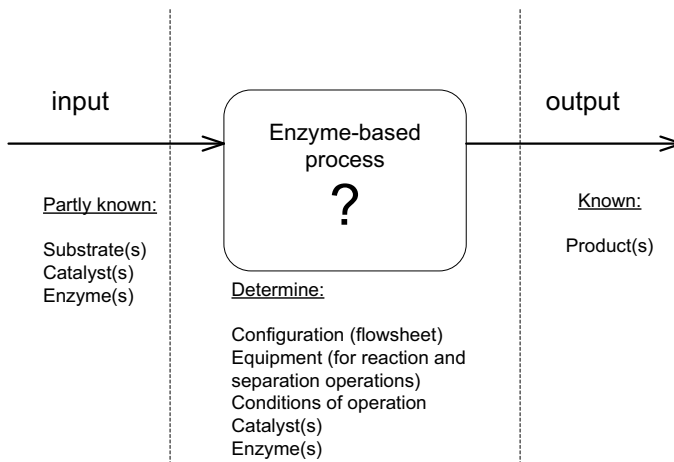 input
output
Enzyme-based
process
?
Partly known:
Substrate(s)
Catalyst(s)
Enzyme(s)
Determine:
Configuration (flowsheet)
Equipment (for reaction and
separation operations)
Conditions of operation
Catalyst(s)
Enzyme(s)
Known:
Product(s)